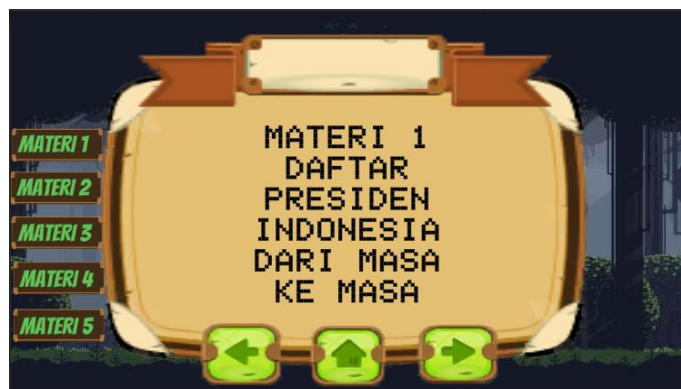 MATERI 1
DAFTAR
PRESIDEN
INDONESIA
DARI MASA
KE MASA
MATERI 1
MATERI 2
MATERI 3
MATERI 4
MATERI 5